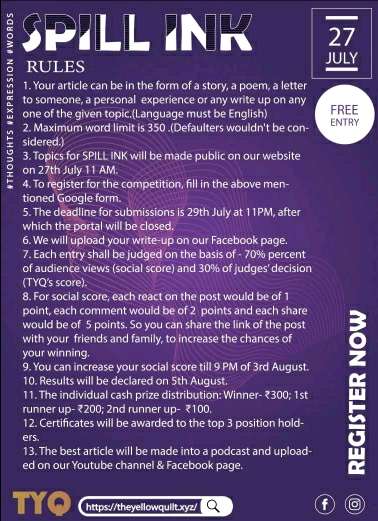 #THOUGHTS #EXPRESSION #WORDS
SPILL INK
27
JULY
RULES
FREE
ENTRY
1. Your article can be in the form of a story, a poem, a letter
to someone, a personal experience or any write up on any
one of the given topic.(Language must be English)
2. Maximum word limit is 350 .(Defaulters wouldn't be con-
sidered.)
3. Topics for SPILL INK will be made public on our website
on 27th July 11 AM.
4. To register for the competition, fill in the above men-
tioned Google form.
5. The deadline for submissions is 29th July at 11PM, after
which the portal will be closed.
6. We will upload your write-up on our Facebook page.
7. Each entry shall be judged on the basis of - 70% percent
of audience views (social score) and 30% of judges' decision
(TYQ's score).
8. For social score, each react on the post would be of 1
point, each comment would be of 2 points and each share
would be of 5 points. So you can share the link of the post
with your friends and family, to increase the chances of
your winning.
9. You can increase your social score till 9 PM of 3rd August.
10. Results will be declared on 5th August.
11. The individual cash prize distribution: Winner- ₹300; 1st
runner up- ₹200; 2nd runner up- ₹100.
12. Certificates will be awarded to the top 3 position hold-
ers.
13. The best article will be made into a podcast and upload-
ed on our Youtube channel & Facebook page.
REGISTER NOW
TYQ
https://theyellowquilt.xyz/